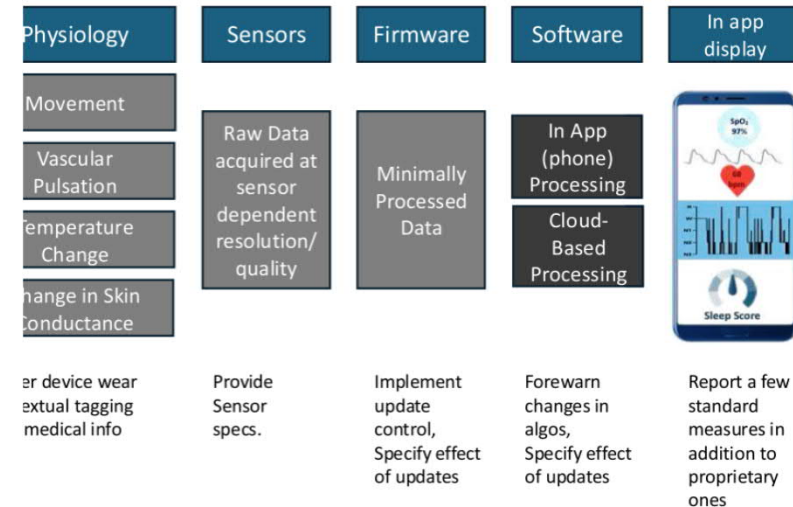 Physiology
Movement
Vascular
Pulsation
Temperature
Change
Change in Skin
Conductance
er device wear
extual tagging
medical info
Sensors
Raw Data
acquired at
sensor
dependent
resolution/
quality
Provide
Sensor
specs.
Firmware
Minimally
Processed
Data
Implement
update
control,
Specify effect
of updates
Software
In App
(phone)
Processing
Cloud-
Based
Processing
Forewarn
changes in
algos,
Specify effect
of updates
In app
display
SpO₂
97%
Sleep Score
Report a few
standard
measures in
addition to
proprietary
ones